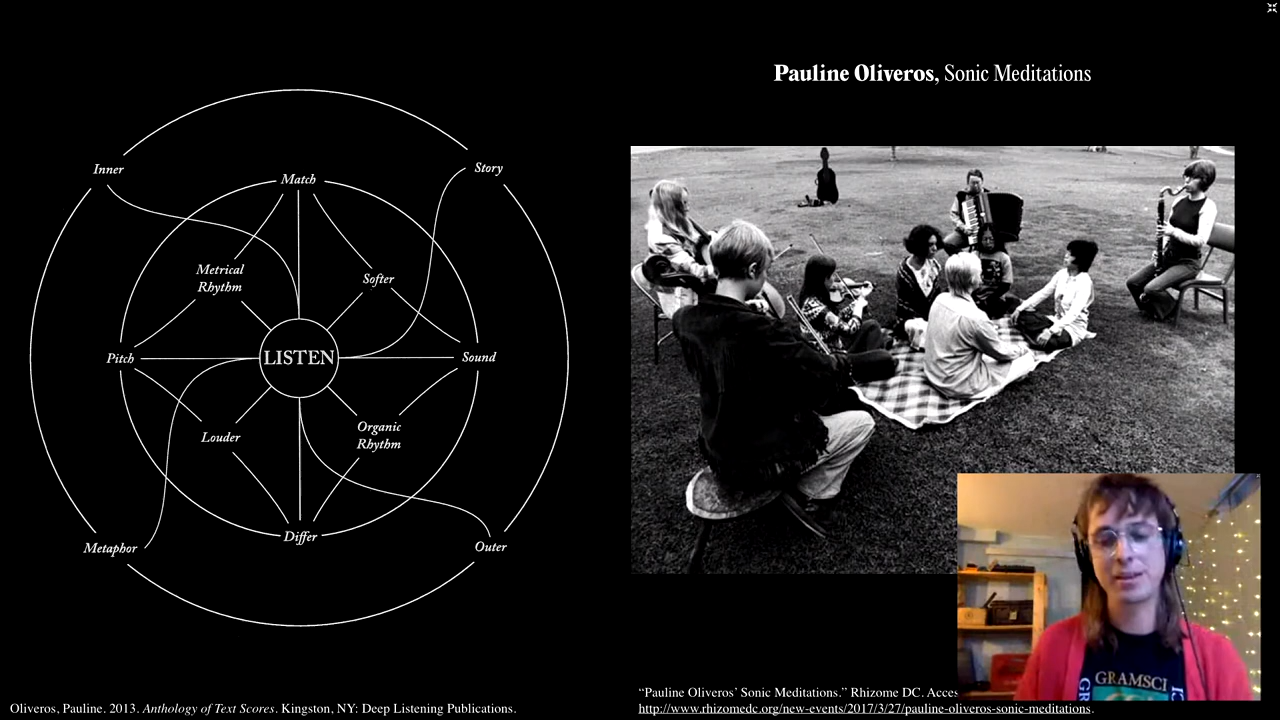 Pauline Oliveros, Sonic Meditations
Inner
Story
Match
Metrical
Rhythm
Softer
Pitch
LISTEN
Sound
Louder
Organic
Rhythm
Metaphor
Differ
Outer
GRAMSCI
Oliveros, Pauline. 2013. Anthology of Text Scores. Kingston, NY: Deep Listening Publications.
“Pauline Oliveros’ Sonic Meditations.” Rhizome DC. Acces
http://www.rhizomedc.org/new-events/2017/3/27/pauline-oliveros-sonic-meditations.